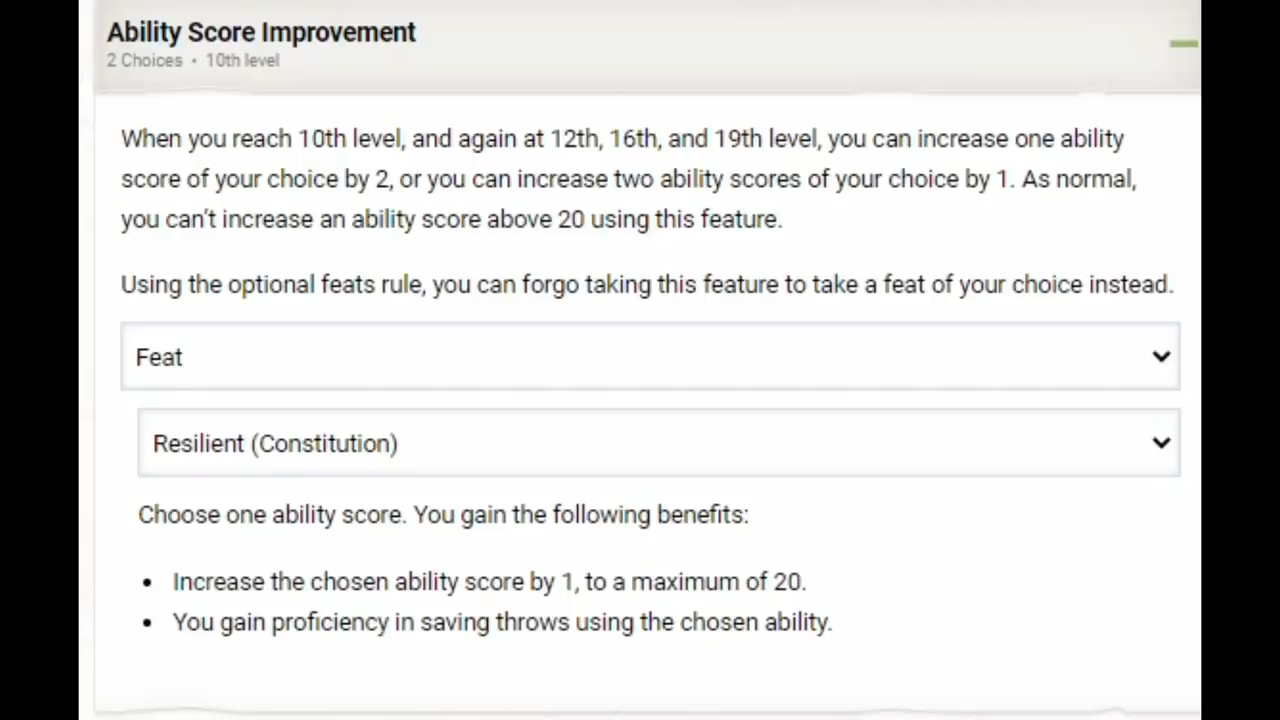 Ability Score Improvement
2 Choices • 10th level
When you reach 10th level, and again at 12th, 16th, and 19th level, you can increase one ability
score of your choice by 2, or you can increase two ability scores of your choice by 1. As normal,
you can't increase an ability score above 20 using this feature.
Using the optional feats rule, you can forgo taking this feature to take a feat of your choice instead.
Feat
Resilient (Constitution)
Choose one ability score. You gain the following benefits:
• Increase the chosen ability score by 1, to a maximum of 20.
• You gain proficiency in saving throws using the chosen ability.